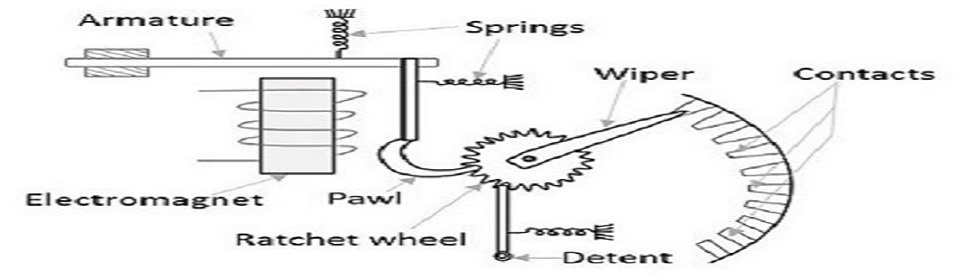 Armature
Springs
Wiper
Contacts
Electromagnet
Pawl
Ratchet wheel
Detent